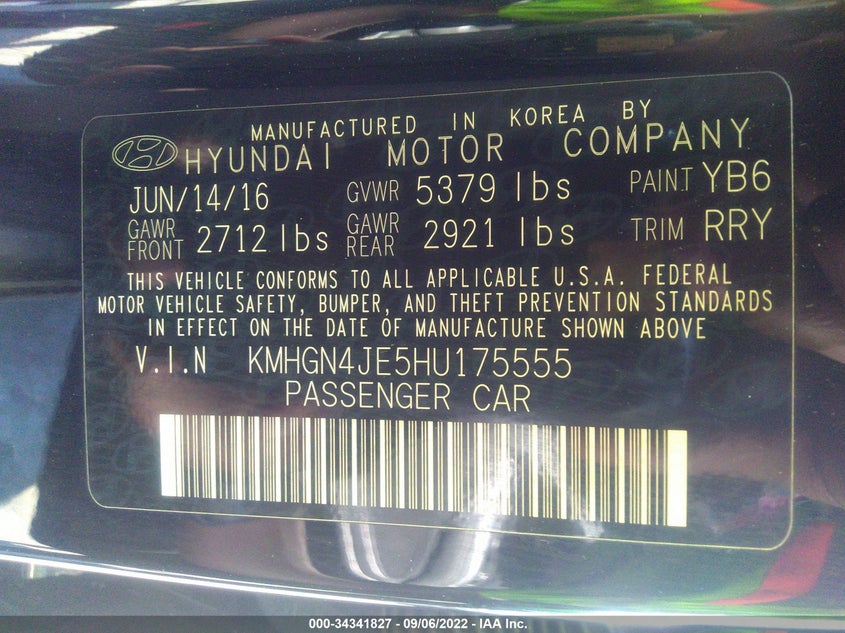 MANUFACTURED IN KOREA BY
HYUNDAI MOTOR COMPANY
JUN/14/16 GVWR 5379 lbs PAINT YB6
GAWR FRONT 2712 lbs GAWR REAR 2921 lbs TRIM RRY
THIS VEHICLE CONFORMS TO ALL APPLICABLE U.S.A. FEDERAL
MOTOR VEHICLE SAFETY, BUMPER, AND THEFT PREVENTION STANDARDS
IN EFFECT ON THE DATE OF MANUFACTURE SHOWN ABOVE
V.I.N KMHGN4JE5HU175555
PASSENGER CAR
000-34341827 - 09/06/2022 - IAA Inc.